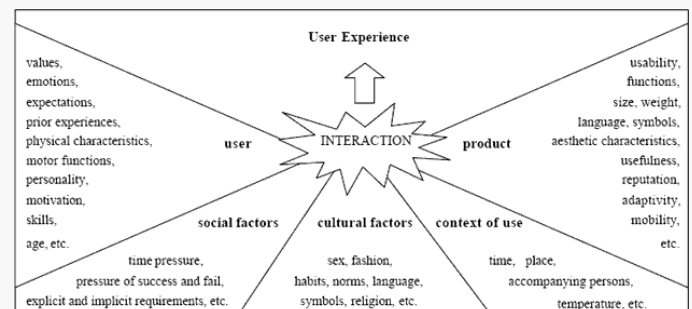 User Experience
INTERACTION
user
values,
emotions,
expectations,
prior experiences,
physical characteristics,
motor functions,
personality,
motivation,
skills,
age, etc.
product
usability,
functions,
size, weight,
language, symbols,
aesthetic characteristics,
usefulness,
reputation,
adaptivity,
mobility,
etc.
social factors
time pressure,
pressure of success and fail,
explicit and implicit requirements, etc.
cultural factors
sex, fashion,
habits, norms, language,
symbols, religion, etc.
context of use
time, place,
accompanying persons,
temperature, etc.